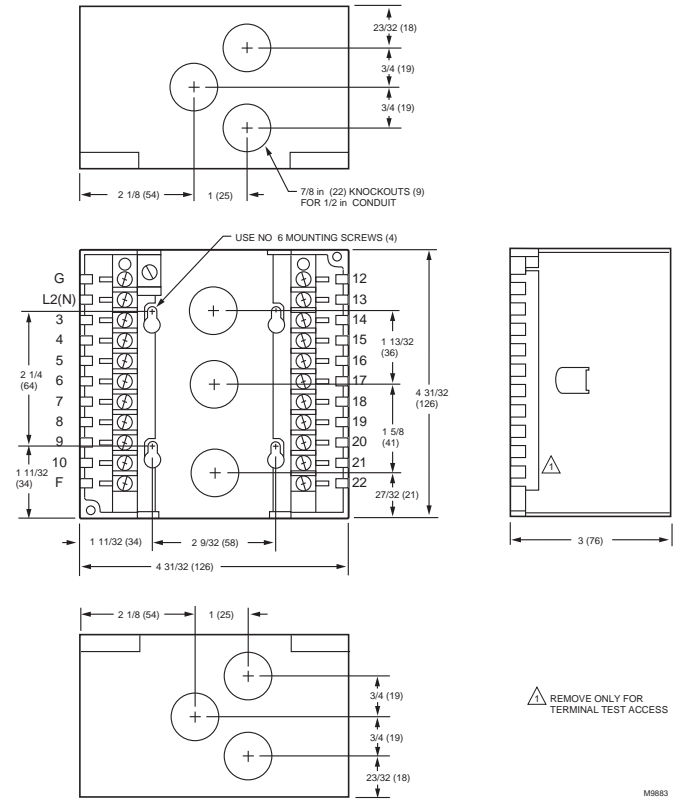 23/32 (18)
3/4 (19)
3/4 (19)
2 1/8 (54)
1 (25)
7/8 in (22) KNOCKOUTS (9)
FOR 1/2 in CONDUIT
USE NO 6 MOUNTING SCREWS (4)
G
L2(N)
3
4
5
6
7
8
9
10
F
12
13
14
15
16
17
18
19
20
21
22
2 1/4
(64)
1 11/32
(34)
1 13/32
(36)
1 5/8
(41)
27/32 (21)
4 31/32
(126)
1 11/32 (34)
2 9/32 (58)
4 31/32 (126)
1
3 (76)
2 1/8 (54)
1 (25)
3/4 (19)
3/4 (19)
23/32 (18)
1 REMOVE ONLY FOR
TERMINAL TEST ACCESS
M9883